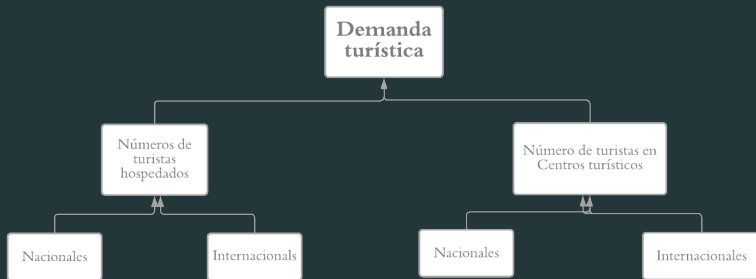 Demanda
turística
Números de
turistas
hospedados
Número de turistas en
Centros turísticos
Nacionales
Internacionals
Nacionales
Internacionales